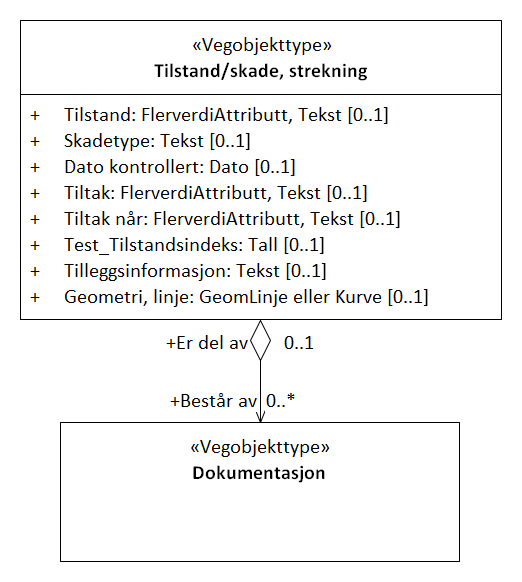 «Vegobjekttype»
Tilstand/skade, strekning
+ Tilstand: FlerverdiAttributt, Tekst [0..1]
+ Skadetype: Tekst [0..1]
+ Dato kontrollert: Dato [0..1]
+ Tiltak: FlerverdiAttributt, Tekst [0..1]
+ Tiltak når: FlerverdiAttributt, Tekst [0..1]
+ Test_Tilstandsindeks: Tall [0..1]
+ Tilleggsinformasjon: Tekst [0..1]
+ Geometri, linje: GeomLinje eller Kurve [0..1]
+Er del av 0..1
+Består av 0..*
«Vegobjekttype»
Dokumentasjon